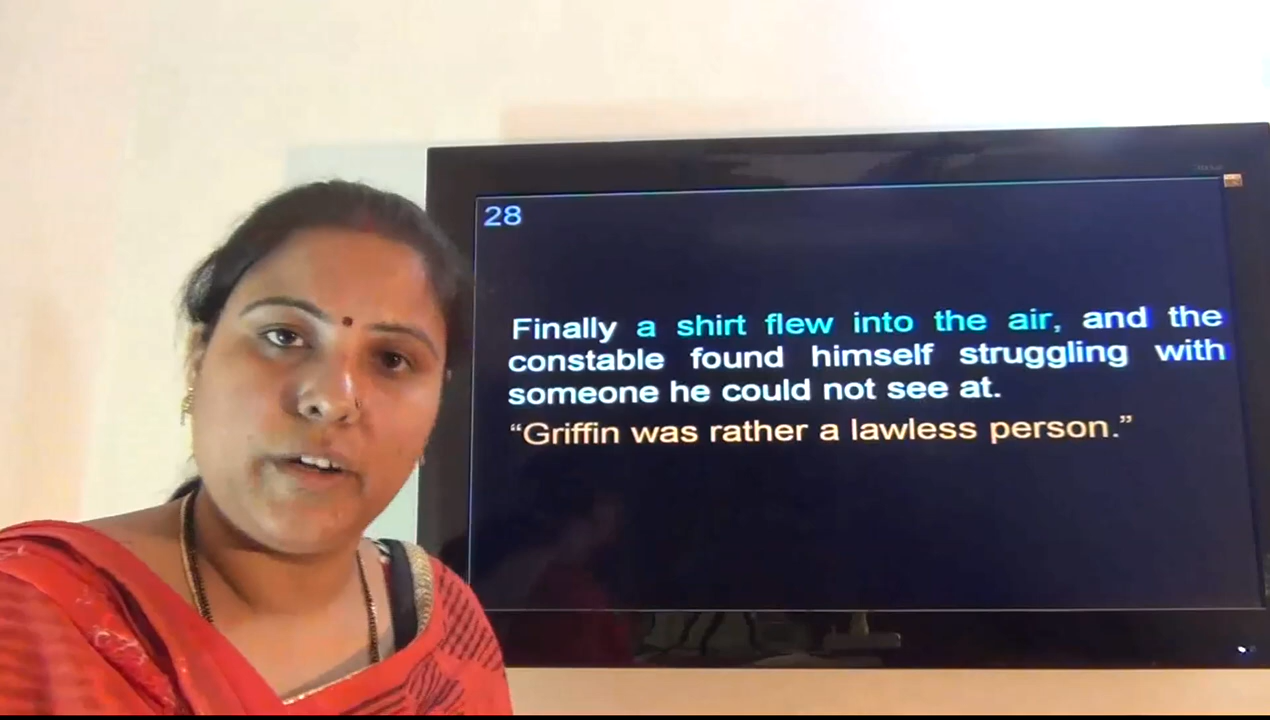 28
Finally a shirt flew into the air, and the
constable found himself struggling with
someone he could not see at.
“Griffin was rather a lawless person.”